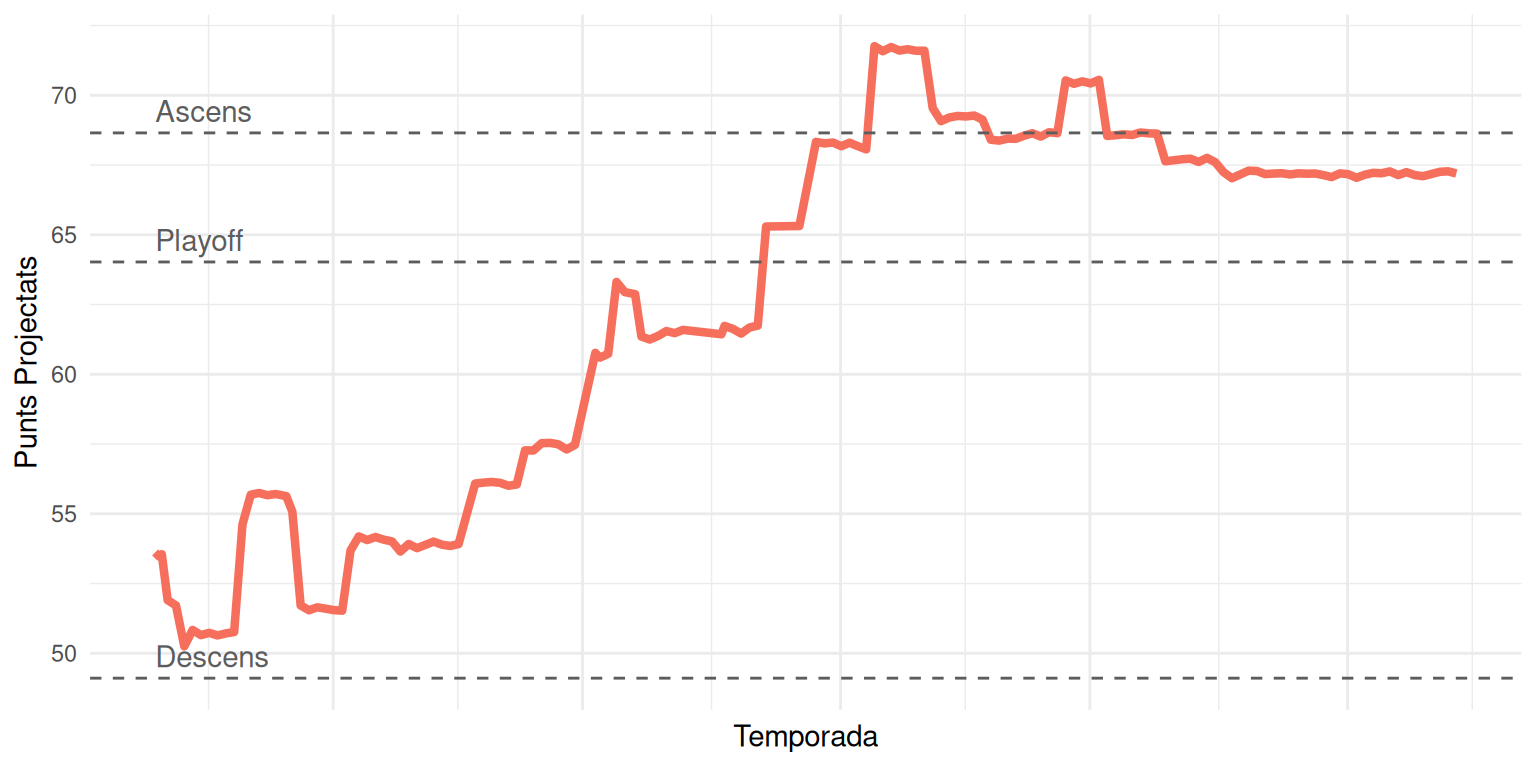 70
65
60
55
50
Ascens
Playoff
Descens
Punts Projectats
Temporada